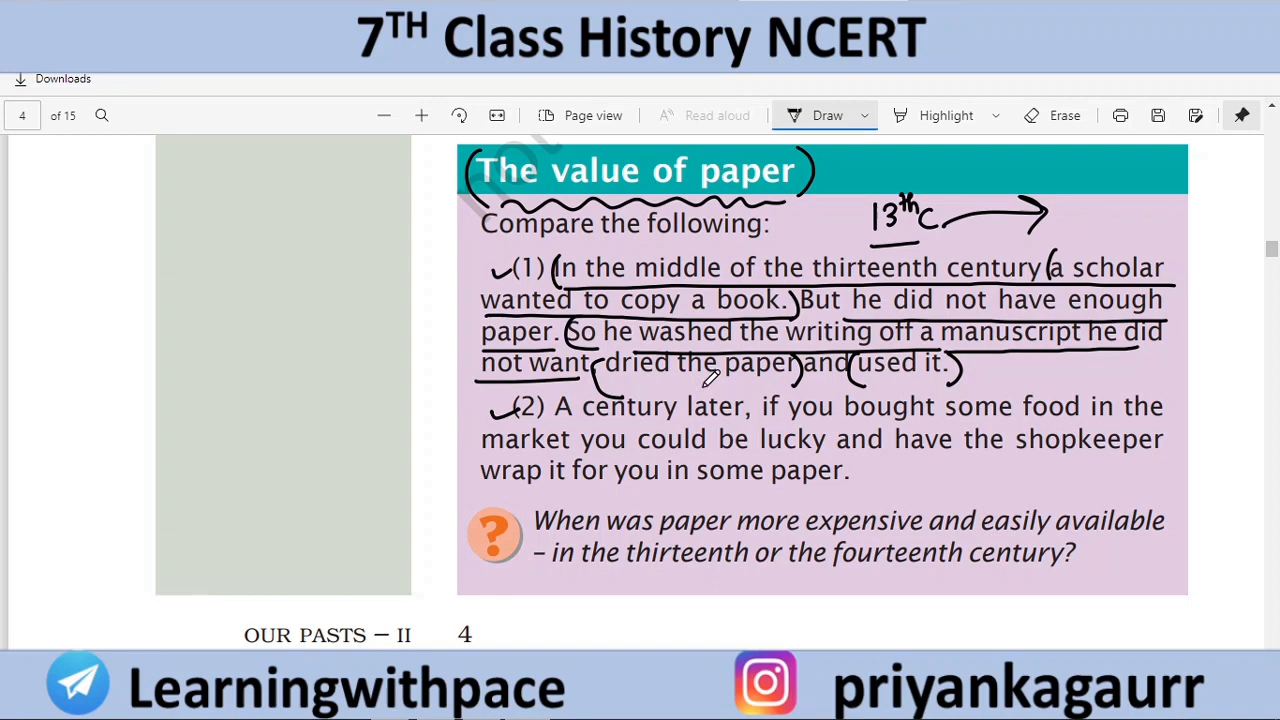 7TH Class History NCERT
Downloads
4 of 15 Page view Read aloud Draw Highlight Erase
not
The value of paper
13th C
Compare the following:
(1) In the middle of the thirteenth century a scholar
wanted to copy a book. But he did not have enough
paper. So he washed the writing off a manuscript he did
not want, dried the paper and used it.
(2) A century later, if you bought some food in the
market you could be lucky and have the shopkeeper
wrap it for you in some paper.
? When was paper more expensive and easily available
– in the thirteenth or the fourteenth century?
OUR PASTS – II 4
Learningwithpace priyankagaurr